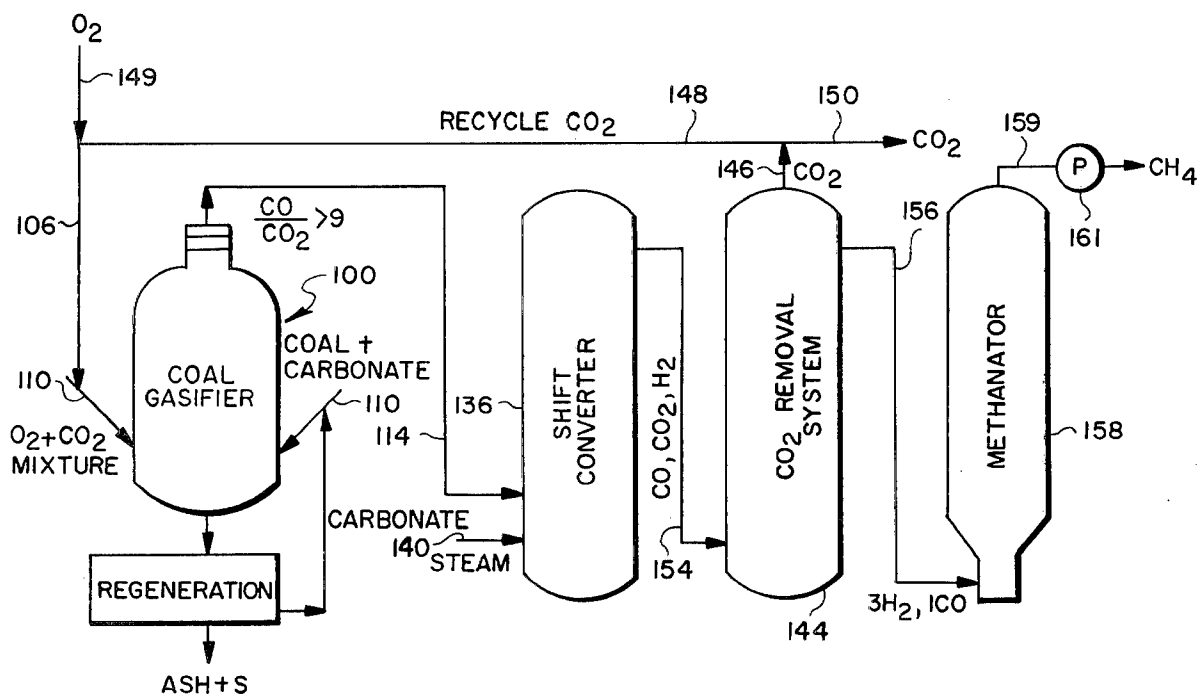 O₂
149
148
150
RECYCLE CO₂
CO₂
159
P
CH₄
146
CO₂
161
106
CO
CO₂
>9
156
100
COAL +
CARBONATE
110
110
COAL
GASIFIER
O₂+CO₂
MIXTURE
114
136
SHIFT
CONVERTER
CO, CO₂, H₂
CO₂ REMOVAL
SYSTEM
METHANATOR
158
CARBONATE
140
STEAM
154
REGENERATION
144
3H₂, 1CO
ASH+S